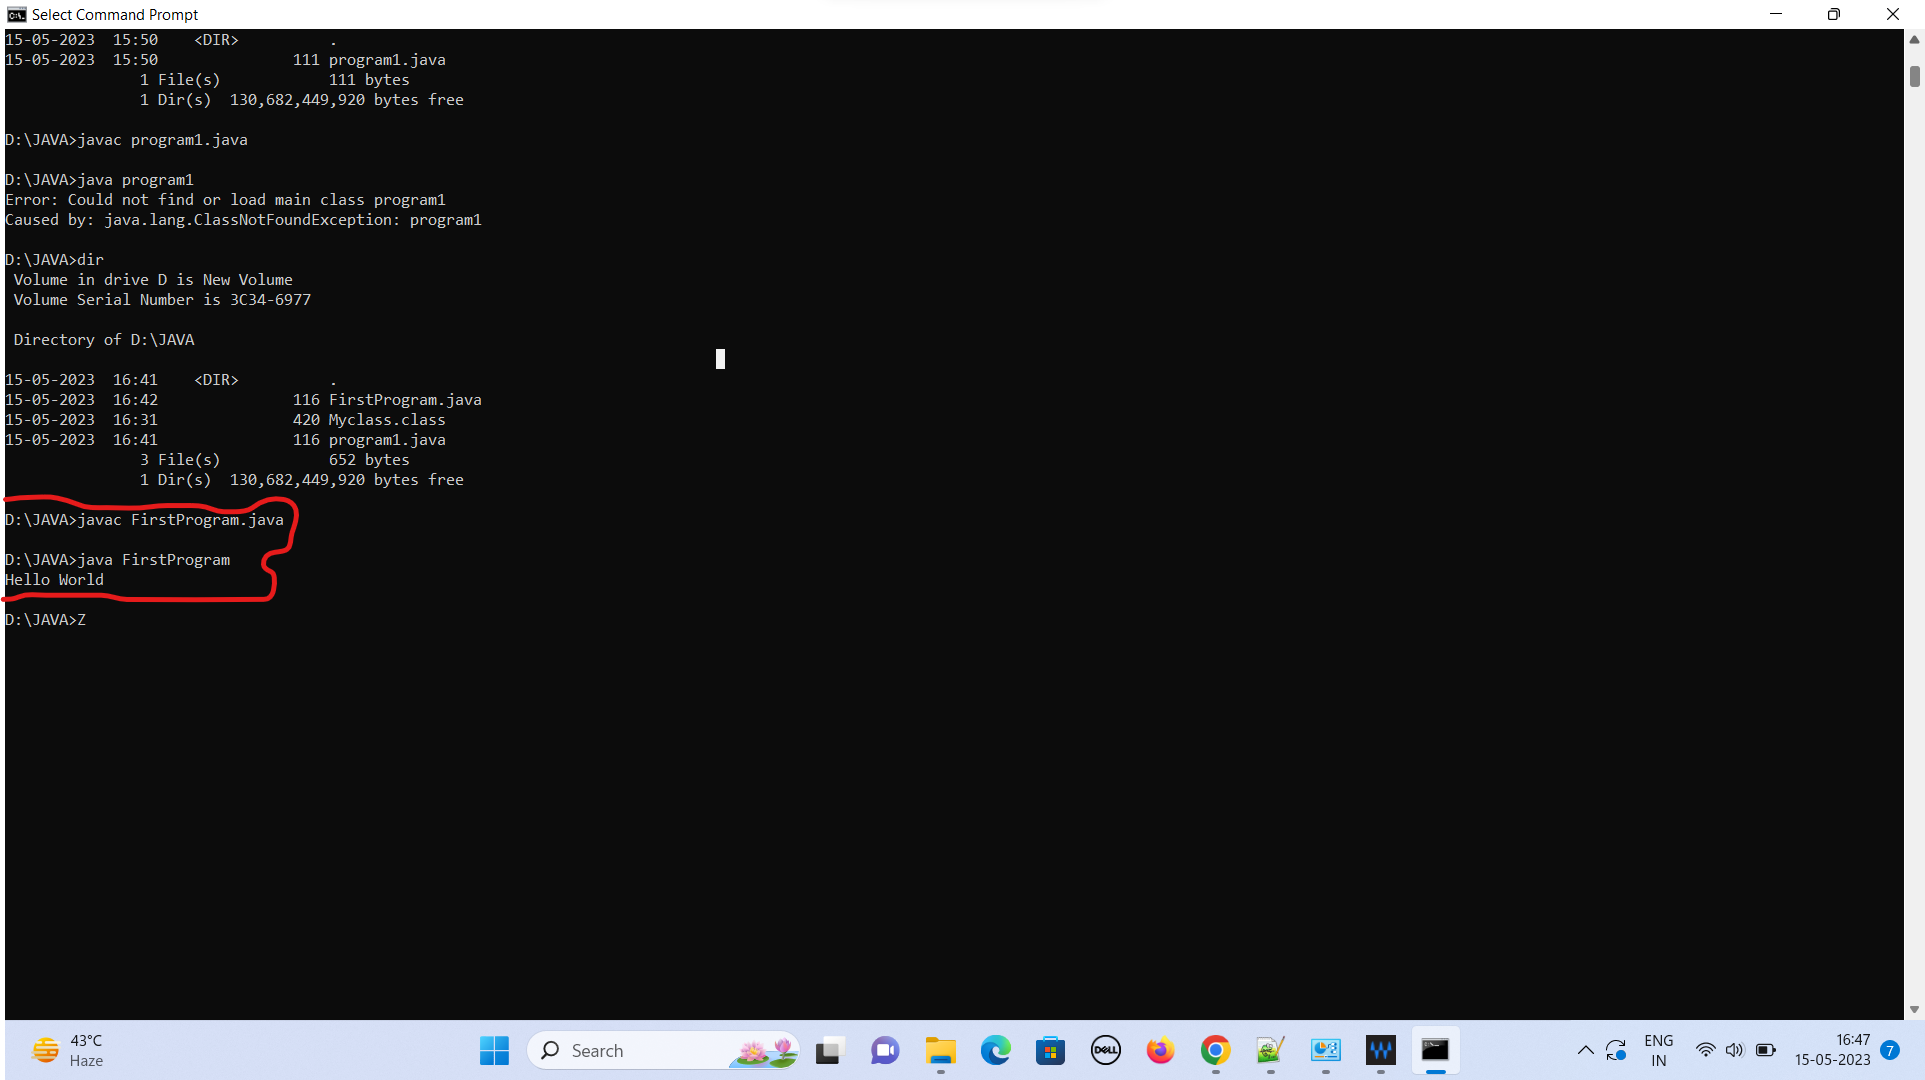 Select Command Prompt
15-05-2023  15:50    <DIR>          .
15-05-2023  15:50               111 program1.java
               1 File(s)            111 bytes
               1 Dir(s)  130,682,449,920 bytes free
D:\JAVA>javac program1.java
D:\JAVA>java program1
Error: Could not find or load main class program1
Caused by: java.lang.ClassNotFoundException: program1
D:\JAVA>dir
 Volume in drive D is New Volume
 Volume Serial Number is 3C34-6977
 Directory of D:\JAVA
15-05-2023  16:41    <DIR>          .
15-05-2023  16:42               116 FirstProgram.java
15-05-2023  16:31               420 Myclass.class
15-05-2023  16:41               116 program1.java
               3 File(s)            652 bytes
               1 Dir(s)  130,682,449,920 bytes free
D:\JAVA>javac FirstProgram.java
D:\JAVA>java FirstProgram
Hello World
D:\JAVA>Z
43°C
Haze
Search
DELL
ENG
IN
16:47
15-05-2023
7